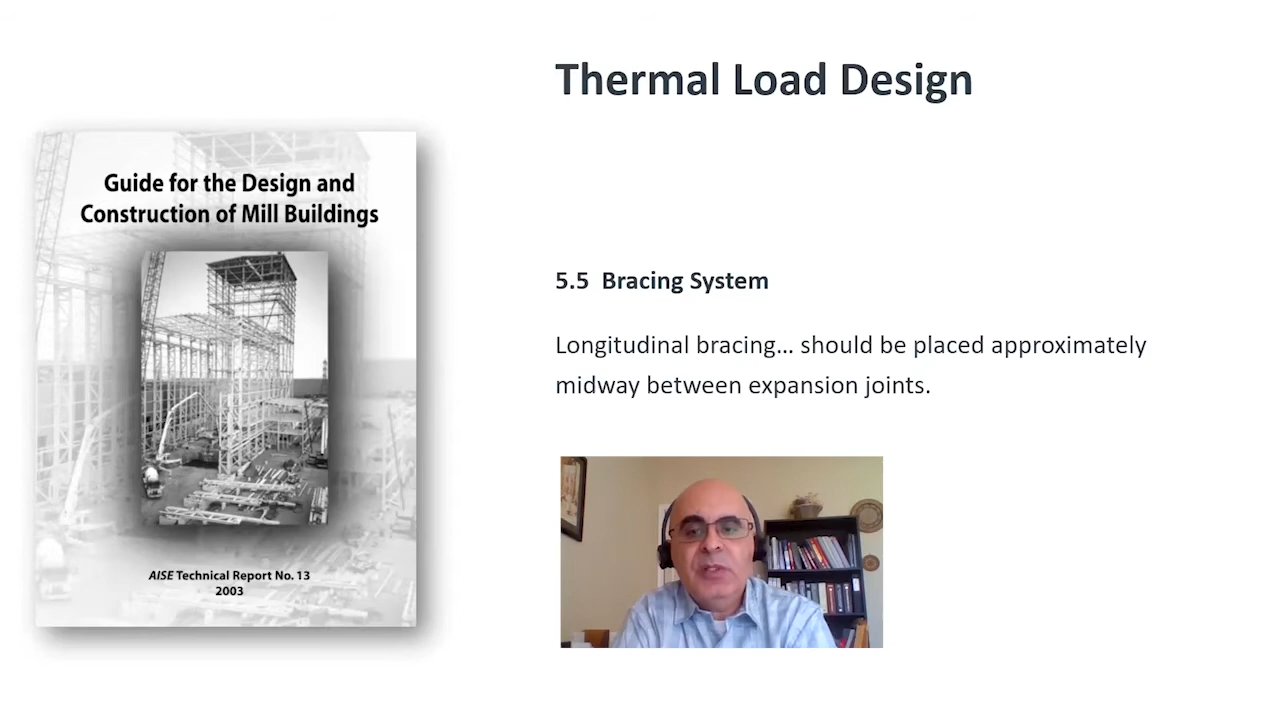 Thermal Load Design
Guide for the Design and
Construction of Mill Buildings
AISE Technical Report No. 13
2003
5.5 Bracing System
Longitudinal bracing... should be placed approximately
midway between expansion joints.